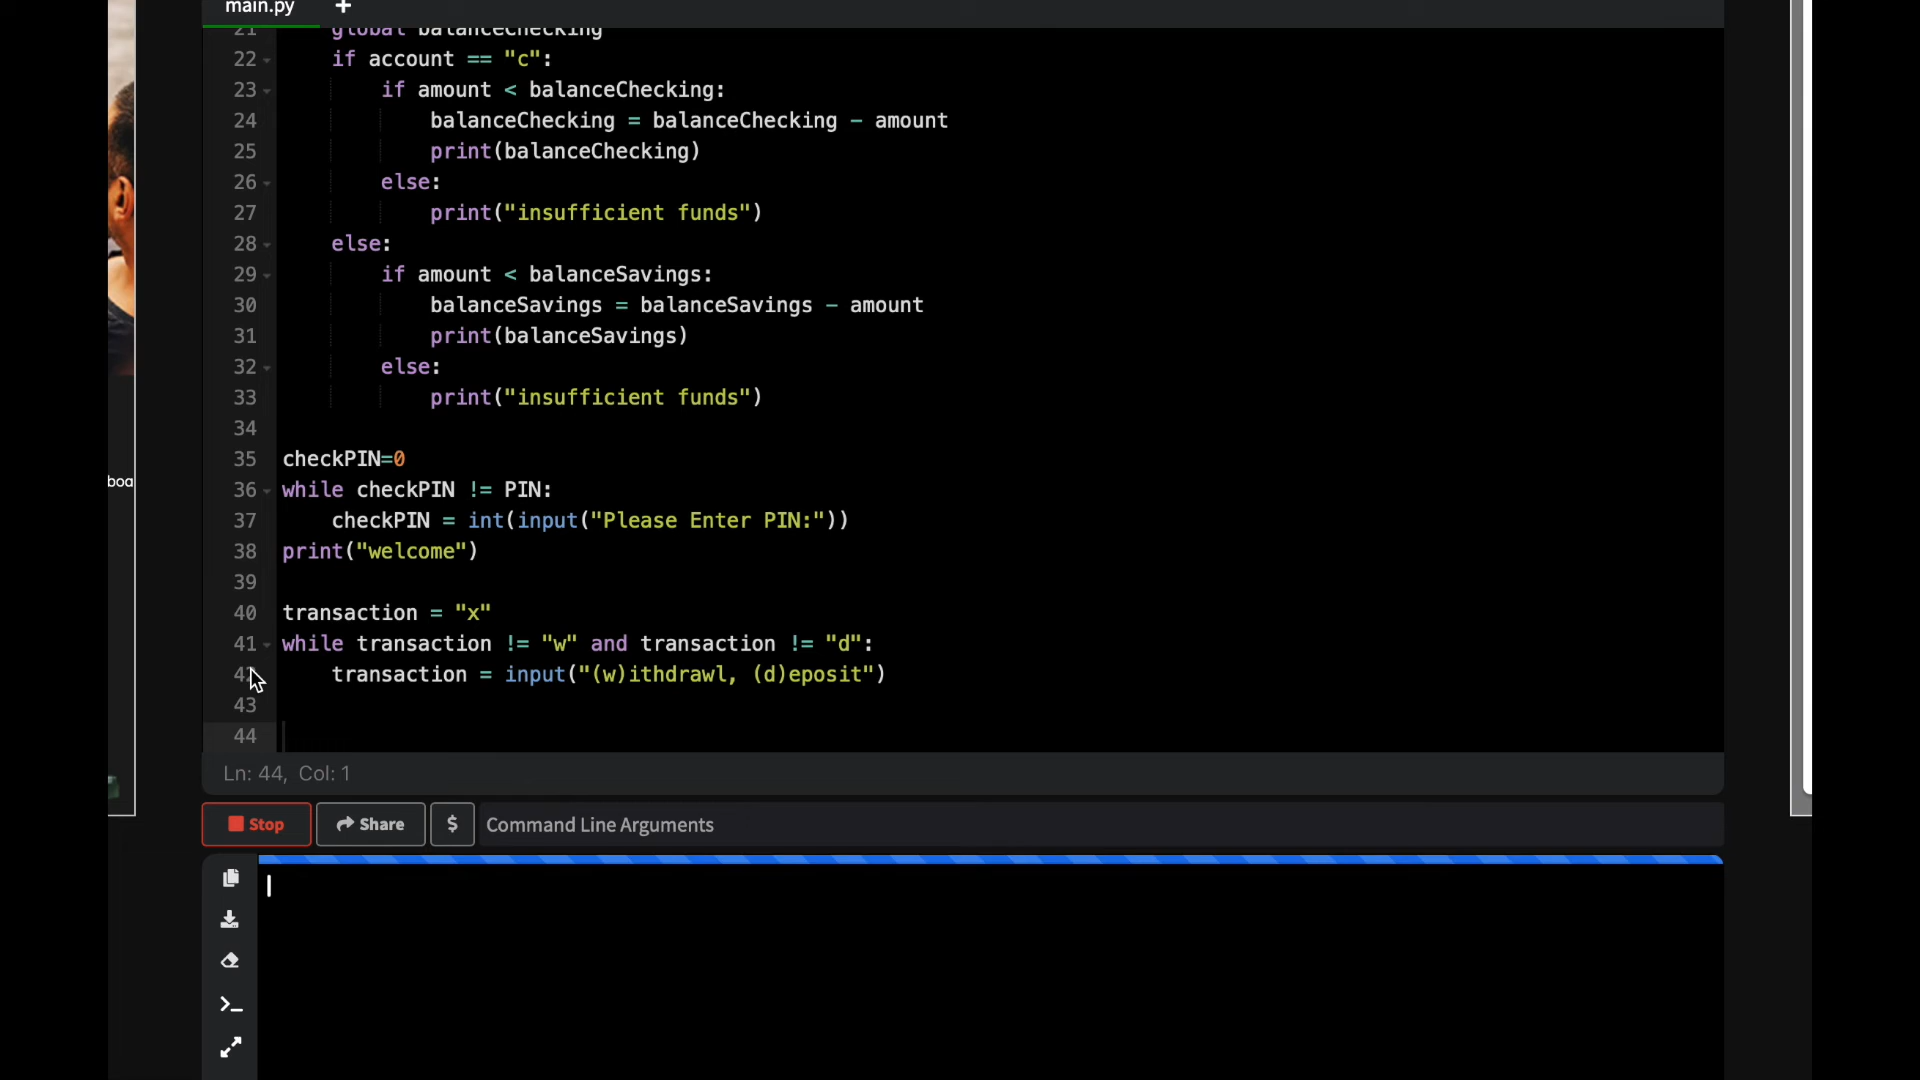 main.py +
21 global balanceChecking
22 if account == "c":
23 if amount < balanceChecking:
24 balanceChecking = balanceChecking - amount
25 print(balanceChecking)
26 else:
27 print("insufficient funds")
28 else:
29 if amount < balanceSavings:
30 balanceSavings = balanceSavings - amount
31 print(balanceSavings)
32 else:
33 print("insufficient funds")
34
35 checkPIN=0
36 while checkPIN != PIN:
37 checkPIN = int(input("Please Enter PIN:"))
38 print("welcome")
39
40 transaction = "x"
41 while transaction != "w" and transaction != "d":
42 transaction = input("(w)ithdrawl, (d)eposit")
43
44
boa
Ln: 44, Col: 1
Stop Share $ Command Line Arguments